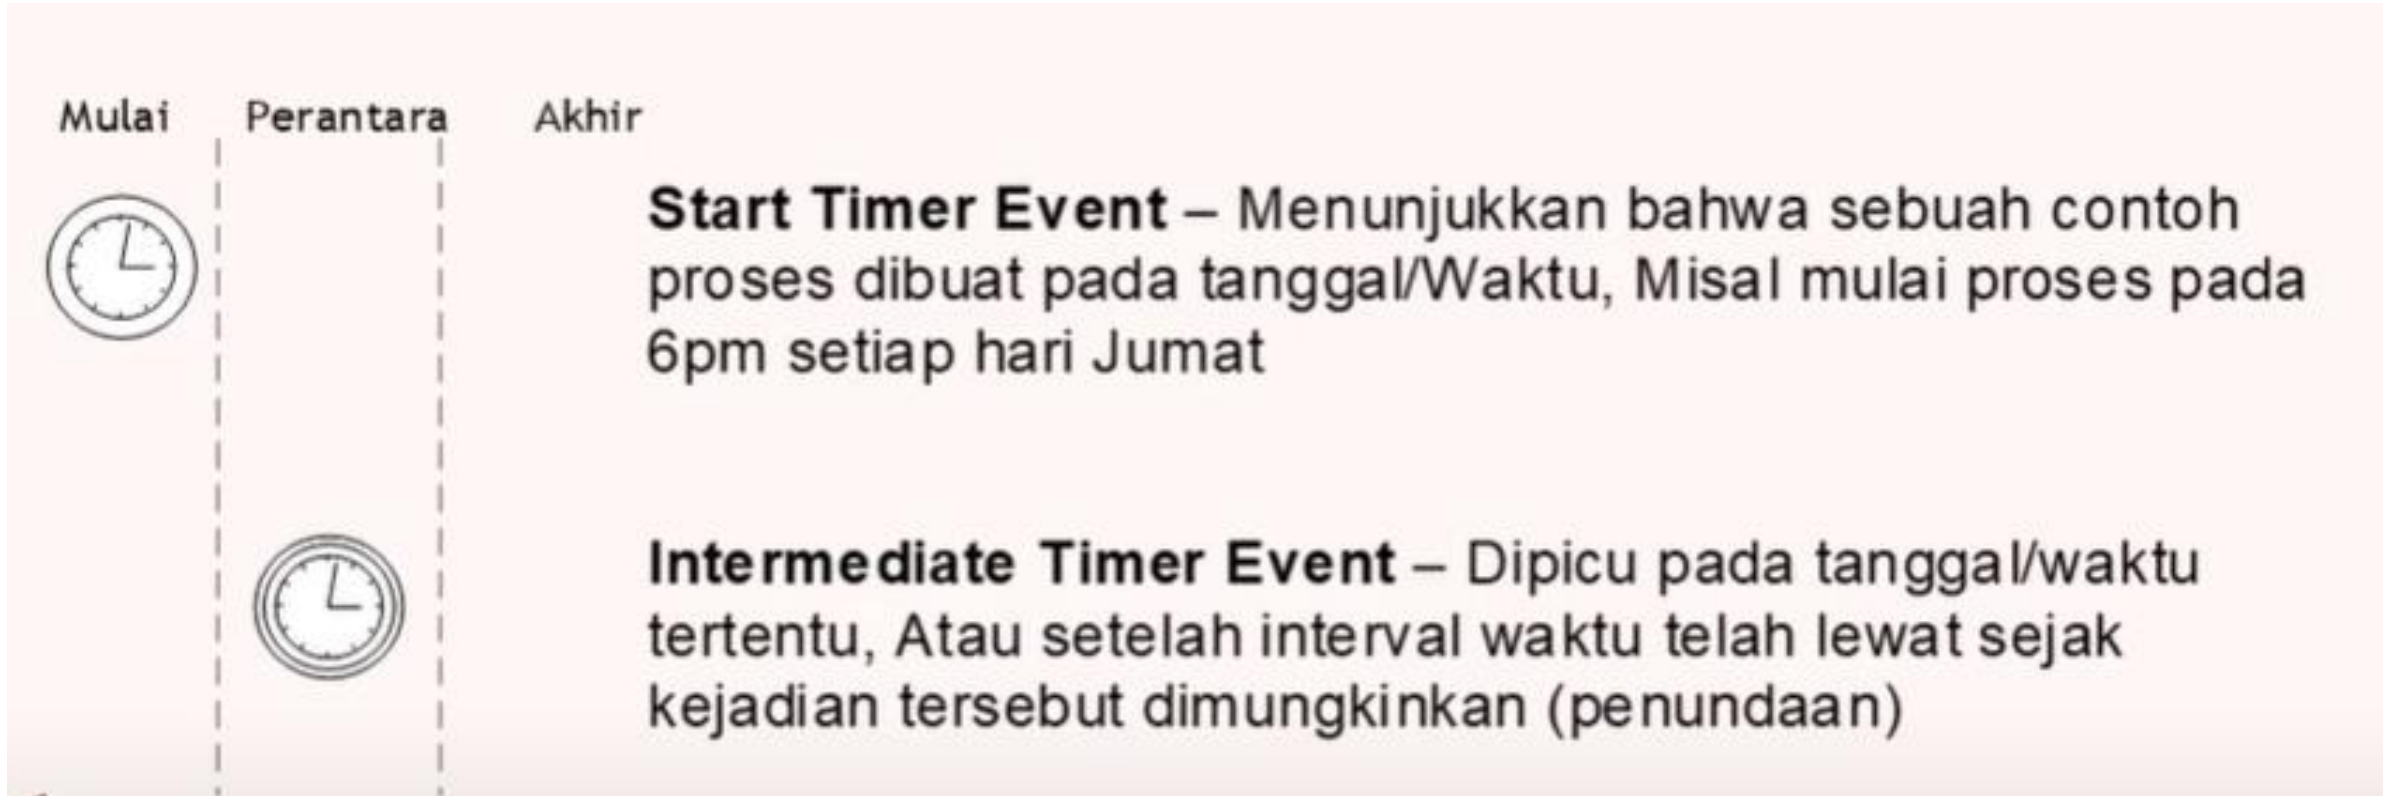 Mulai Perantara Akhir
Start Timer Event – Menunjukkan bahwa sebuah contoh
proses dibuat pada tanggal/Waktu, Misal mulai proses pada
6pm setiap hari Jumat
Intermediate Timer Event – Dipicu pada tanggal/waktu
tertentu, Atau setelah interval waktu telah lewat sejak
kejadian tersebut dimungkinkan (penundaan)